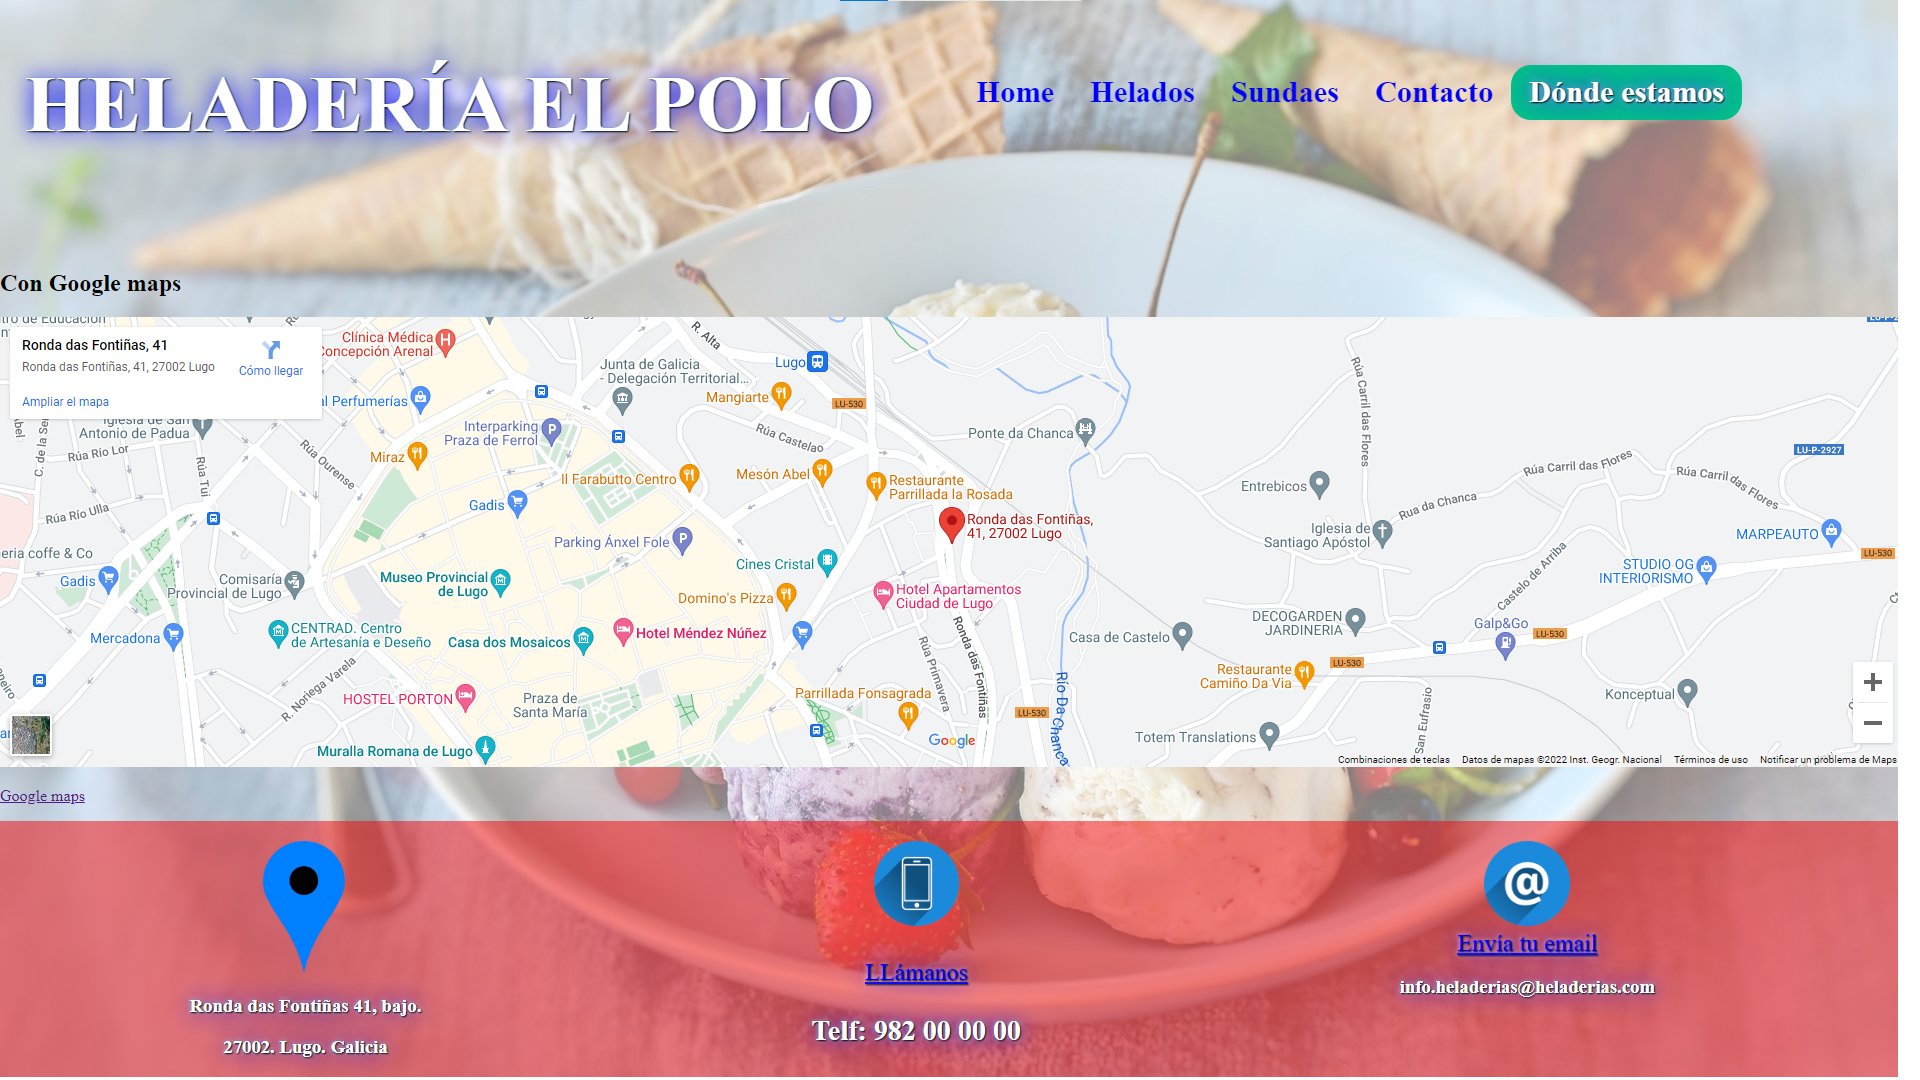 HELADERÍA EL POLO
Home
Helados
Sundaes
Contacto
Dónde estamos
Con Google maps
Ronda das Fontiñas, 41
Ronda das Fontiñas, 41, 27002 Lugo
Cómo llegar
Ampliar el mapa
Clínica Médica
Concepción Arenal
R. Alta
Lugo
Junta de Galicia
- Delegación Territorial...
Mangiarte
LU-530
al Perfumerías
Iglesia de San
Antonio de Padua
C. de la Se
Rúa Río Lor
Rúa Tui
Rúa Ourense
Interparking
Praza de Ferrol
Miraz
Rúa Castelao
Ponte da Chanca
Rúa Carril das Flores
LU-P-2927
Il Farabutto Centro
Mesón Abel
Restaurante
Parrillada la Rosada
Entrebicos
Rúa Carril das Flores
Rúa Carril das Flores
Gadis
Rúa Río Ulla
Rua da Chanca
Ronda das Fontiñas,
41, 27002 Lugo
Iglesia de
Santiago Apóstol
MARPEAUTO
Parking Ánxel Fole
eria coffe & Co
LU-530
Cines Cristal
STUDIO OG
INTERIORISMO
Gadis
Comisaría
Provincial de Lugo
Museo Provincial
de Lugo
Castelo de Arriba
Domino's Pizza
Hotel Apartamentos
Ciudad de Lugo
DECOGARDEN
JARDINERIA
Galp&Go
LU-530
Mercadona
CENTRAD. Centro
de Artesanía e Deseño
Casa dos Mosaicos
Hotel Méndez Núñez
Casa de Castelo
Ronda das Fontiñas
Rúa Primavera
LU-530
R. Noriega Varela
Restaurante
Camiño Da Via
HOSTEL PORTON
Praza de
Santa María
Parrillada Fonsagrada
Río Da Chanca
LU-530
San Eufrasio
Konceptual
Muralla Romana de Lugo
Google
Totem Translations
Combinaciones de teclas
Datos de mapas ©2022 Inst. Geogr. Nacional
Términos de uso
Notificar un problema de Maps
Google maps
Ronda das Fontiñas 41, bajo.
27002. Lugo. Galicia
LLámanos
Telf: 982 00 00 00
Envía tu email
info.heladerias@heladerias.com